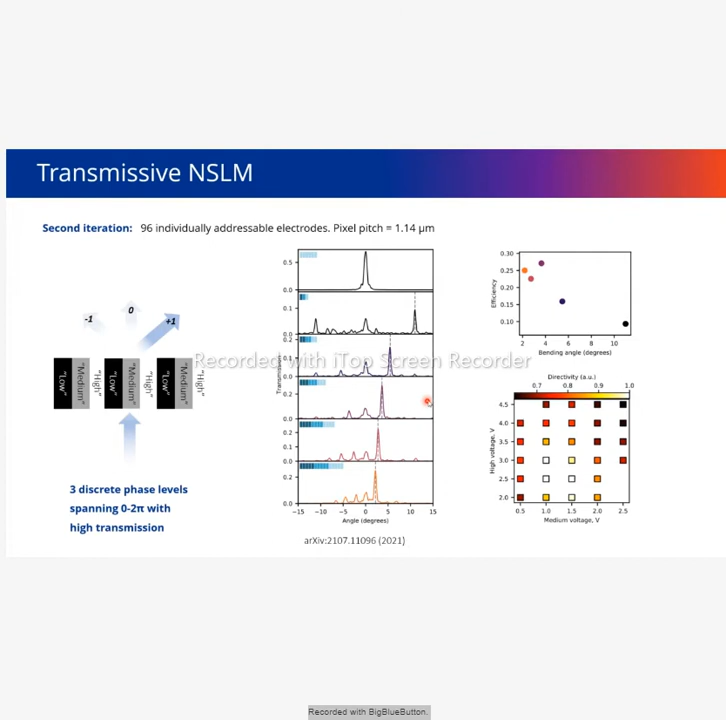 Transmissive NSLM
Second iteration: 96 individually addressable electrodes. Pixel pitch = 1.14 μm
-1
0
+1
"Low"
"Medium"
"High"
"Low"
"Medium"
"High"
"Low"
"Medium"
"High"
3 discrete phase levels
spanning 0-2π with
high transmission
0.5
0.0
0.1
0.0
0.2
0.1
0.0
0.2
0.0
0.2
0.1
0.0
0.2
0.0
−15 −10 −5 0 5 10 15
Angle (degrees)
arXiv:2107.11096 (2021)
Efficiency
0.30
0.25
0.20
0.15
0.10
2 4 6 8 10
Bending angle (degrees)
Directivity (a.u.)
0.7 0.8 0.9 1.0
High voltage, V
4.5
4.0
3.5
3.0
2.5
2.0
0.5 1.0 1.5 2.0 2.5
Medium voltage, V
Recorded with iTop Screen Recorder
Recorded with BigBlueButton.